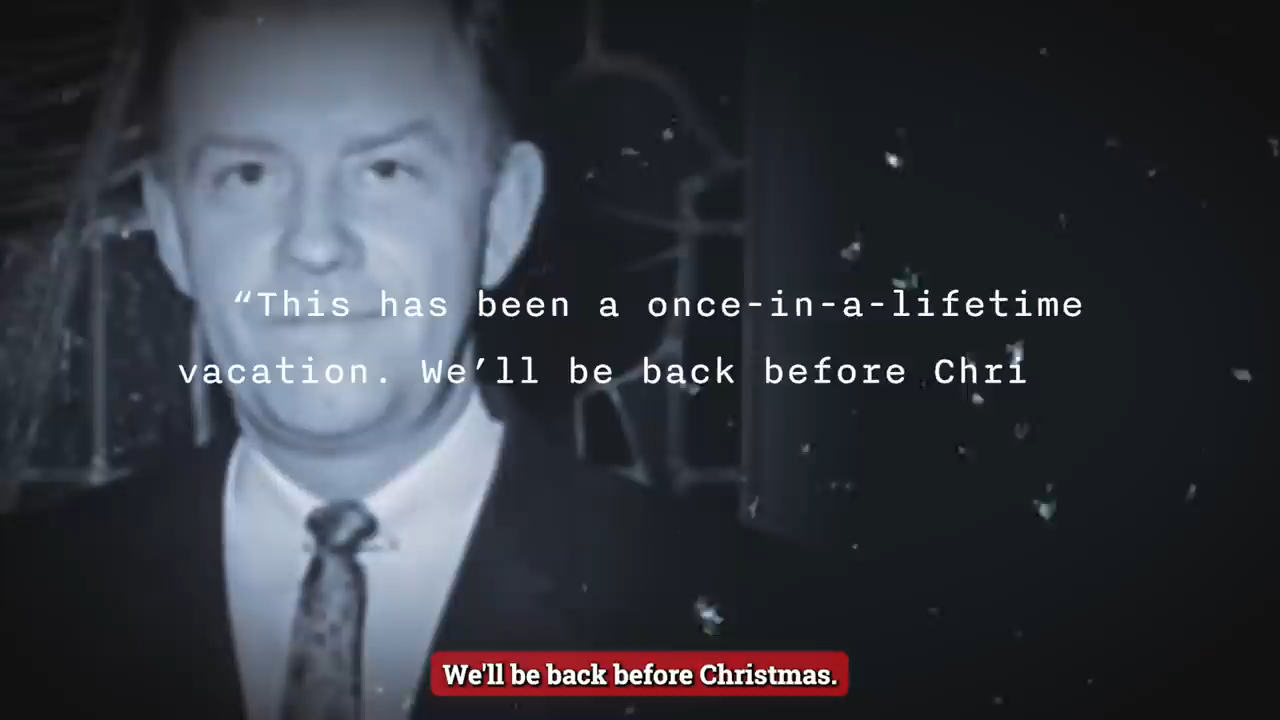 “This has been a once-in-a-lifetime
vacation. We’ll be back before Chri
We'll be back before Christmas.